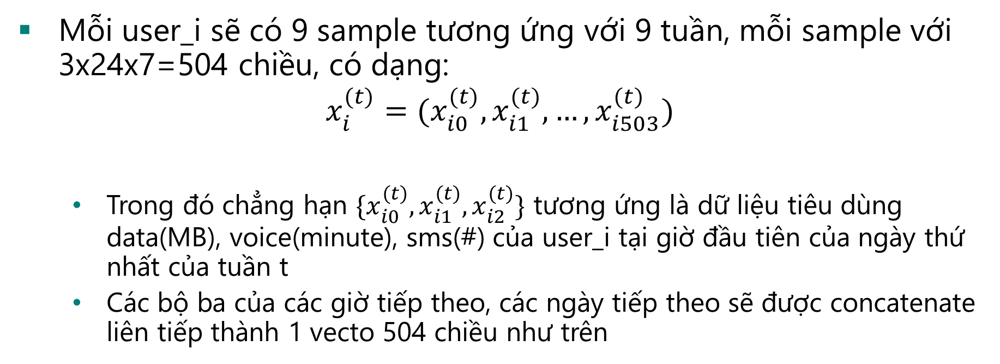 ▪ Mỗi user_i sẽ có 9 sample tương ứng với 9 tuần, mỗi sample với
3x24x7=504 chiều, có dạng:
x_i^{(t)} = (x_{i0}^{(t)}, x_{i1}^{(t)}, ..., x_{i503}^{(t)})
• Trong đó chẳng hạn {x_{i0}^{(t)}, x_{i1}^{(t)}, x_{i2}^{(t)}} tương ứng là dữ liệu tiêu dùng
data(MB), voice(minute), sms(#) của user_i tại giờ đầu tiên của ngày thứ
nhất của tuần t
• Các bộ ba của các giờ tiếp theo, các ngày tiếp theo sẽ được concatenate
liên tiếp thành 1 vecto 504 chiều như trên